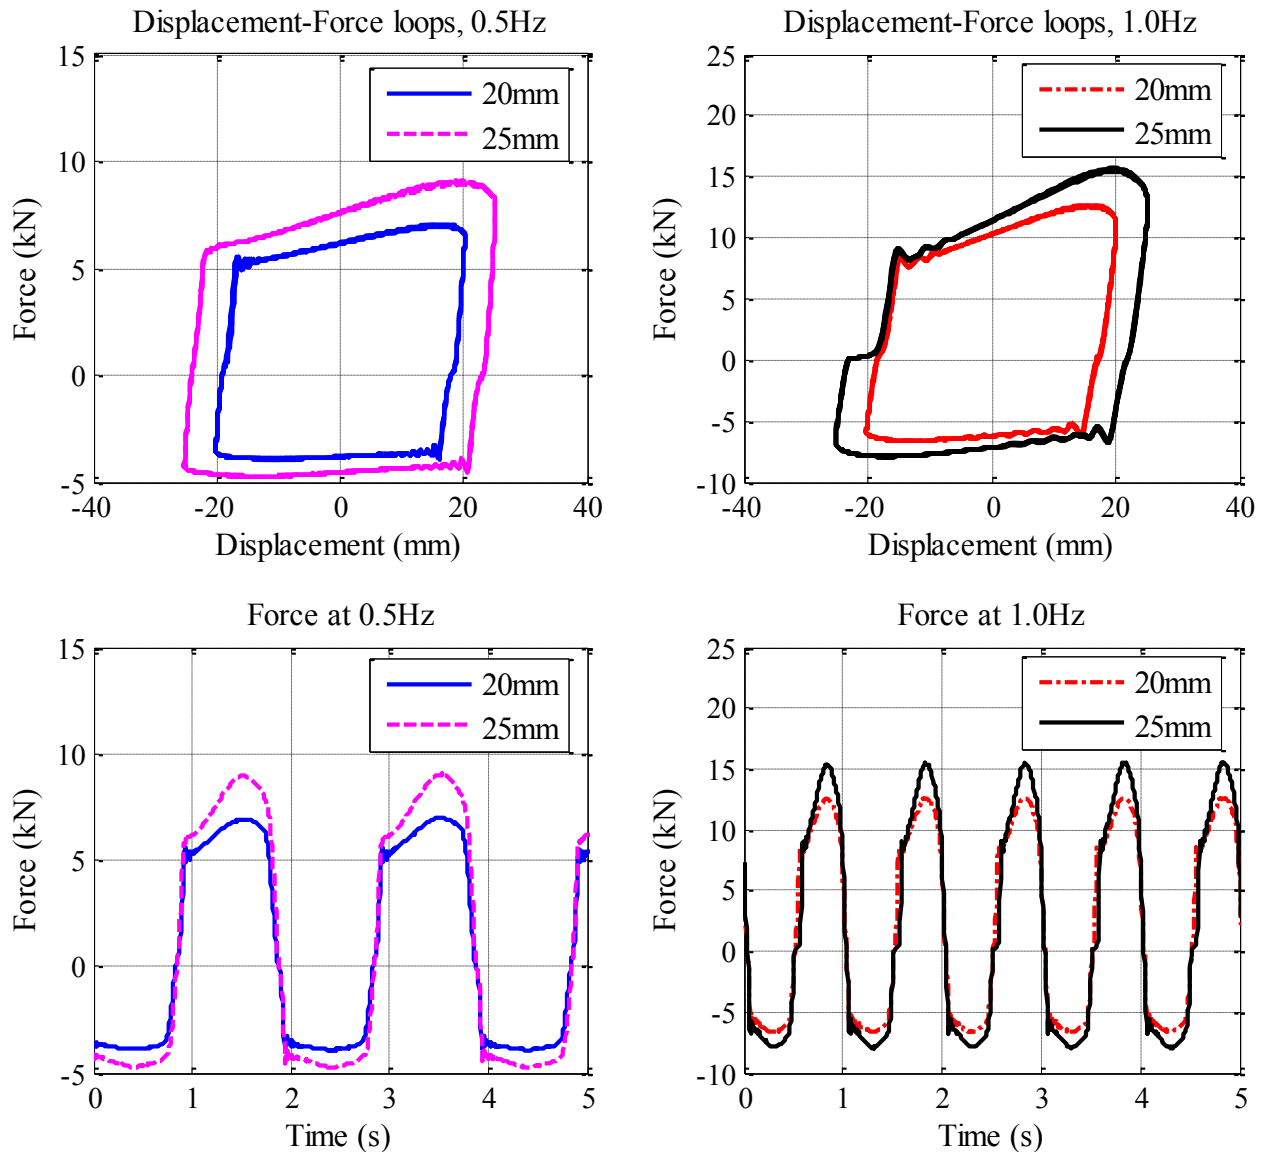 Displacement-Force loops, 0.5Hz
15
10
5
0
-5
-40
-20
0
20
40
Force (kN)
Displacement (mm)
20mm
25mm
Displacement-Force loops, 1.0Hz
25
20
15
10
5
0
-5
-10
-40
-20
0
20
40
Force (kN)
Displacement (mm)
20mm
25mm
Force at 0.5Hz
15
10
5
0
-5
0
1
2
3
4
5
Force (kN)
Time (s)
20mm
25mm
Force at 1.0Hz
25
20
15
10
5
0
-5
-10
0
1
2
3
4
5
Force (kN)
Time (s)
20mm
25mm